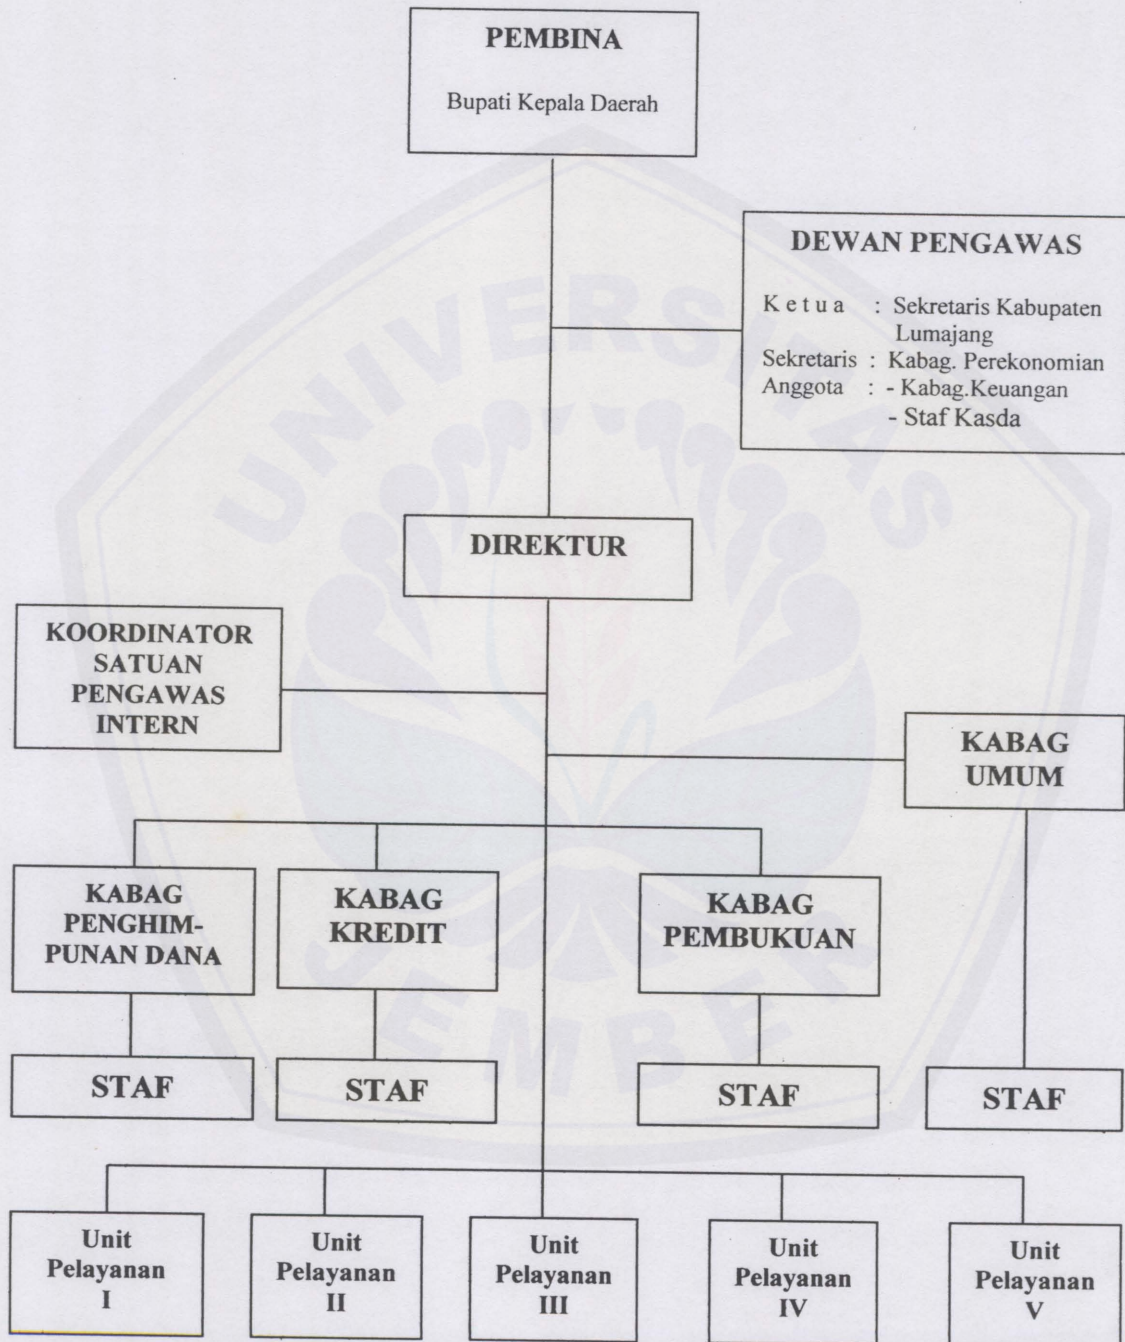 PEMBINA
Bupati Kepala Daerah
DEWAN PENGAWAS
K e t u a : Sekretaris Kabupaten
Lumajang
Sekretaris : Kabag. Perekonomian
Anggota : - Kabag.Keuangan
- Staf Kasda
DIREKTUR
KOORDINATOR
SATUAN
PENGAWAS
INTERN
KABAG
UMUM
KABAG
PENGHIM-
PUNAN DANA
KABAG
KREDIT
KABAG
PEMBUKUAN
STAF
STAF
STAF
STAF
Unit
Pelayanan
I
Unit
Pelayanan
II
Unit
Pelayanan
III
Unit
Pelayanan
IV
Unit
Pelayanan
V
UNIVERSITAS
JEMBER